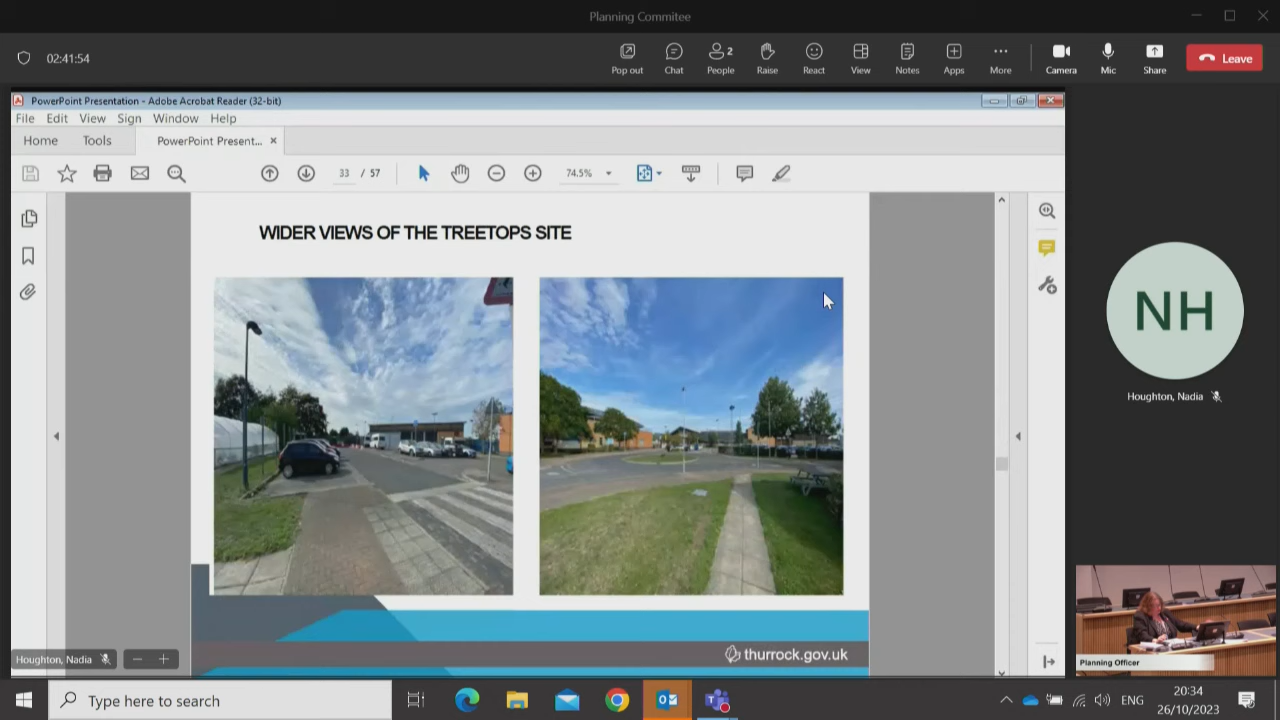 Planning Commitee
02:41:54
Pop out
Chat
2
People
Raise
React
View
Notes
Apps
More
Camera
Mic
Share
Leave
PowerPoint Presentation - Adobe Acrobat Reader (32-bit)
File Edit View Sign Window Help
Home Tools PowerPoint Present...
33 / 57
74.5%
WIDER VIEWS OF THE TREETOPS SITE
NH
Houghton, Nadia
thurrock.gov.uk
Houghton, Nadia
Planning Officer
Type here to search
ENG
20:34
26/10/2023